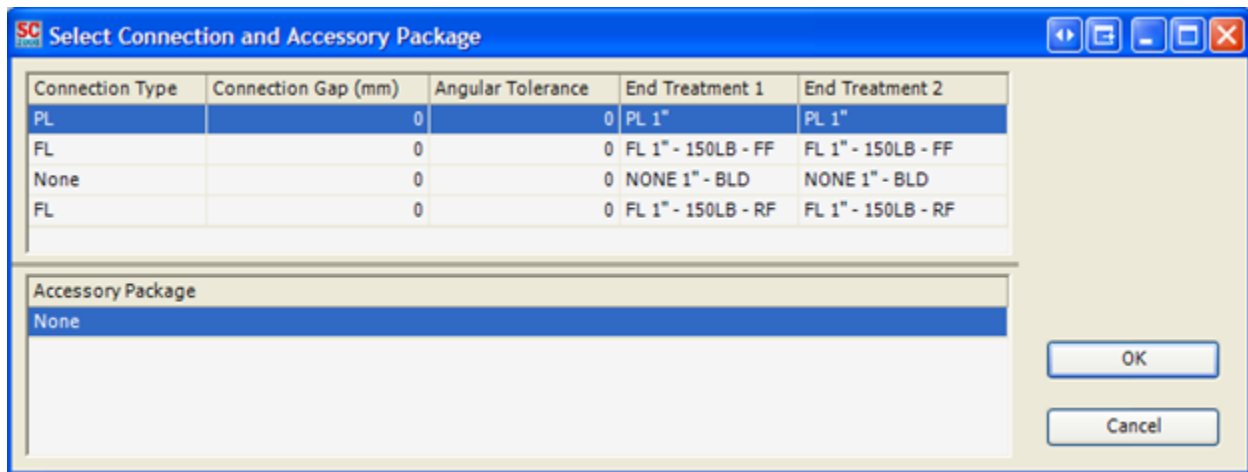 SC 2008 Select Connection and Accessory Package
Connection Type Connection Gap (mm) Angular Tolerance End Treatment 1 End Treatment 2
PL 0 0 PL 1" PL 1"
FL 0 0 FL 1" - 150LB - FF FL 1" - 150LB - FF
None 0 0 NONE 1" - BLD NONE 1" - BLD
FL 0 0 FL 1" - 150LB - RF FL 1" - 150LB - RF
Accessory Package
None
OK
Cancel